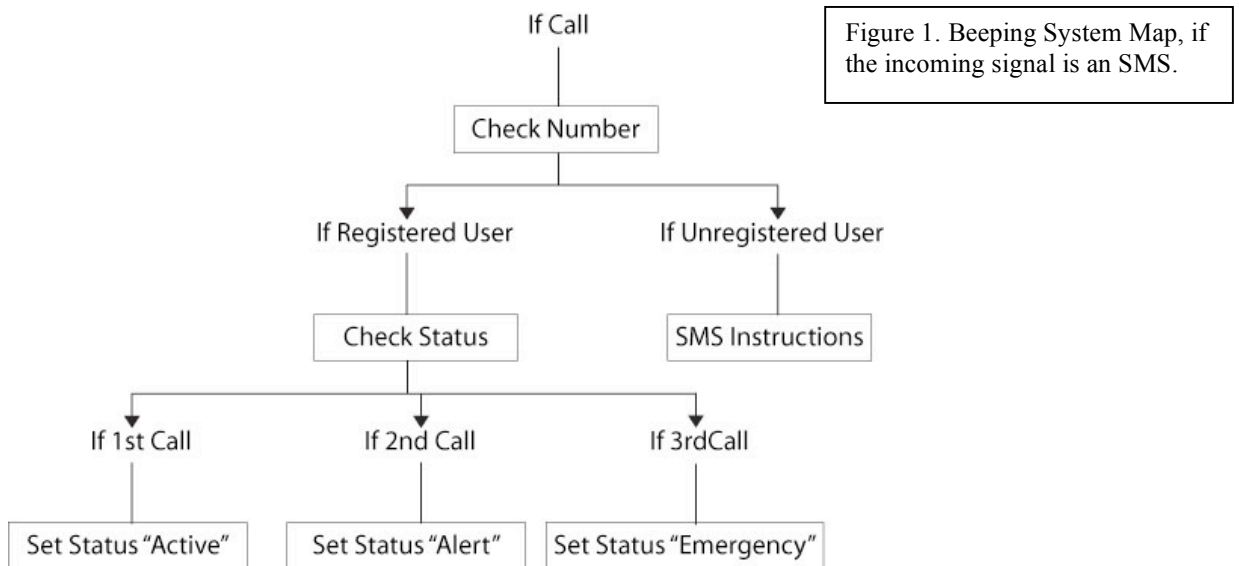 If Call
Figure 1. Beeping System Map, if
the incoming signal is an SMS.
Check Number
If Registered User
If Unregistered User
Check Status
SMS Instructions
If 1st Call
If 2nd Call
If 3rdCall
Set Status “Active”
Set Status “Alert”
Set Status “Emergency”